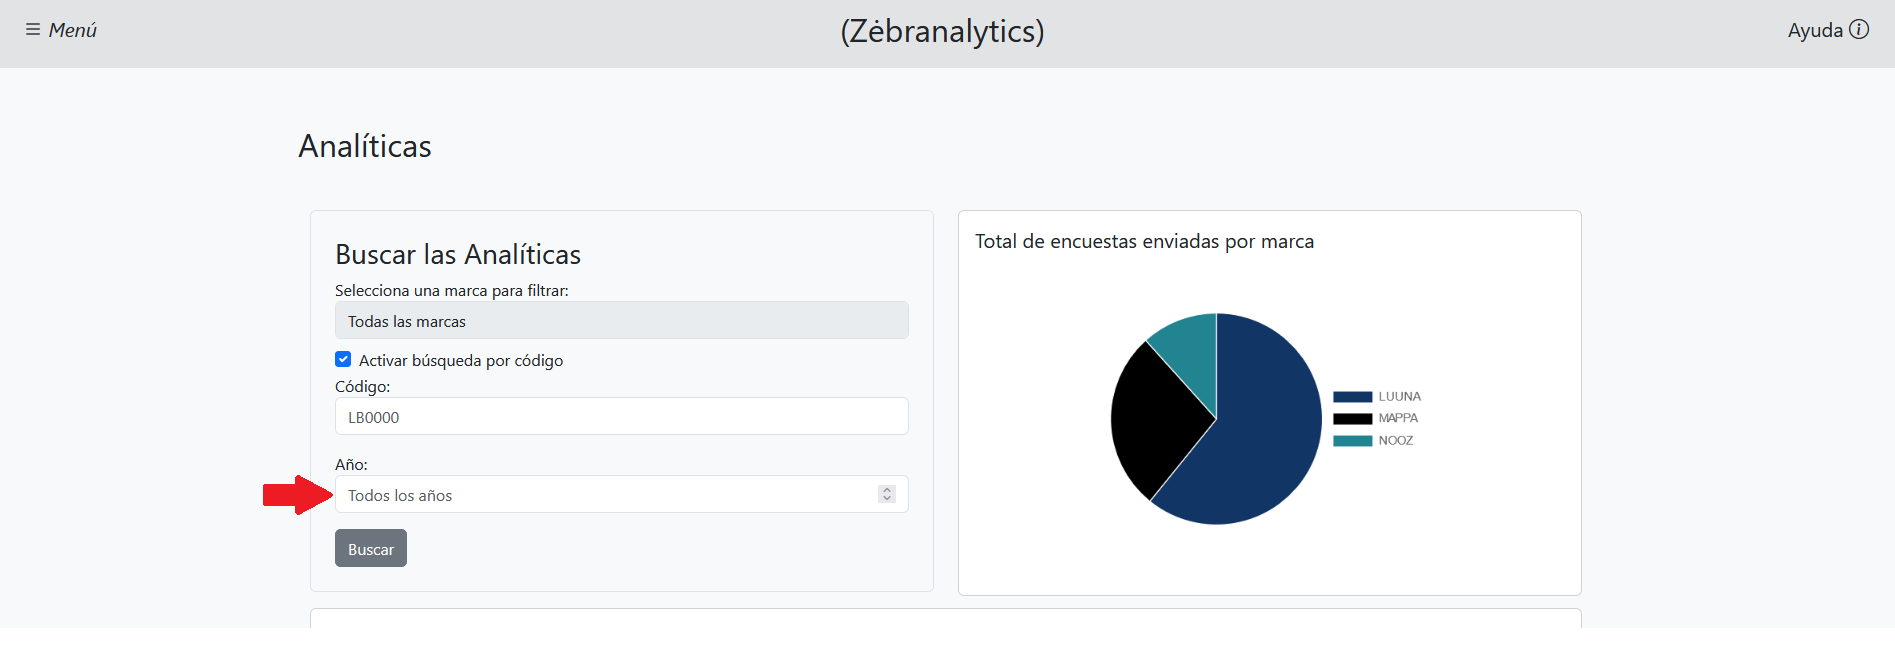 Menú
(Zėbranalytics)
Ayuda
Analíticas
Buscar las Analíticas
Selecciona una marca para filtrar:
Todas las marcas
Activar búsqueda por código
Código:
LB0000
Año:
Todos los años
Buscar
Total de encuestas enviadas por marca
LUUNA
MAPPA
NOOZ